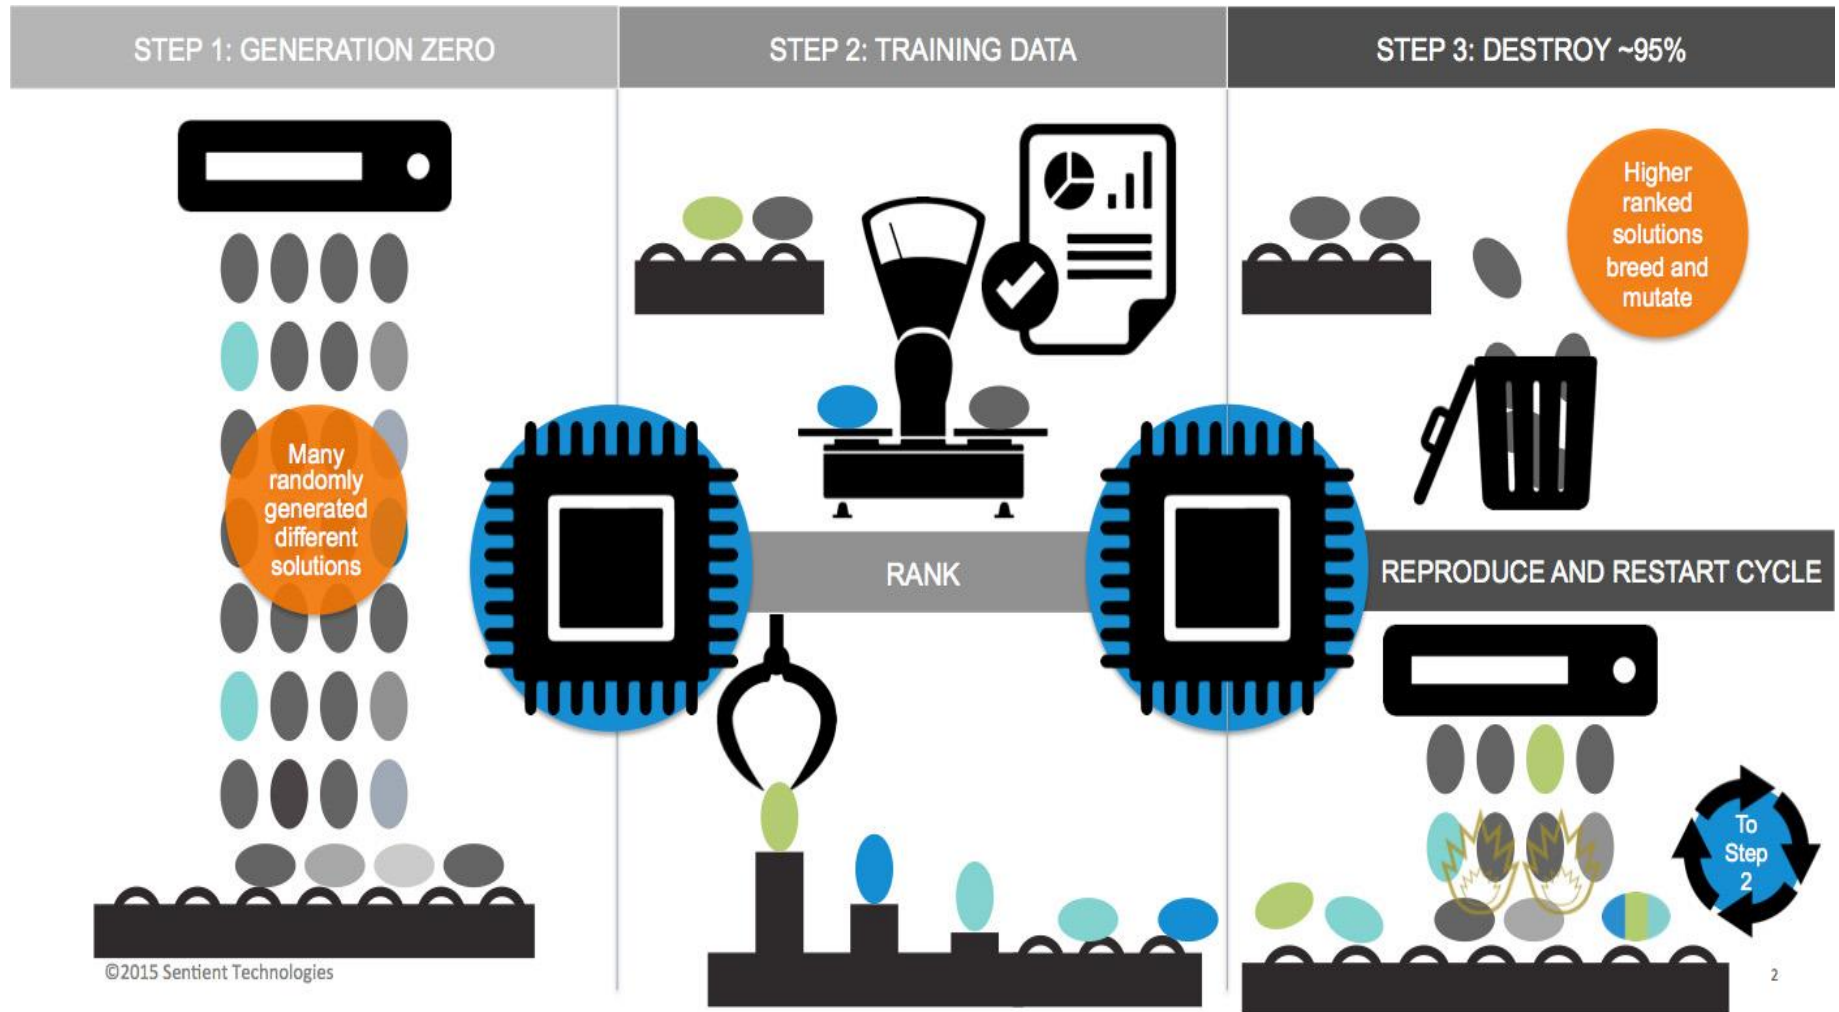 STEP 1: GENERATION ZERO
STEP 2: TRAINING DATA
STEP 3: DESTROY ~95%
Many
randomly
generated
different
solutions
Higher
ranked
solutions
breed and
mutate
RANK
REPRODUCE AND RESTART CYCLE
To
Step
2
©2015 Sentient Technologies
2